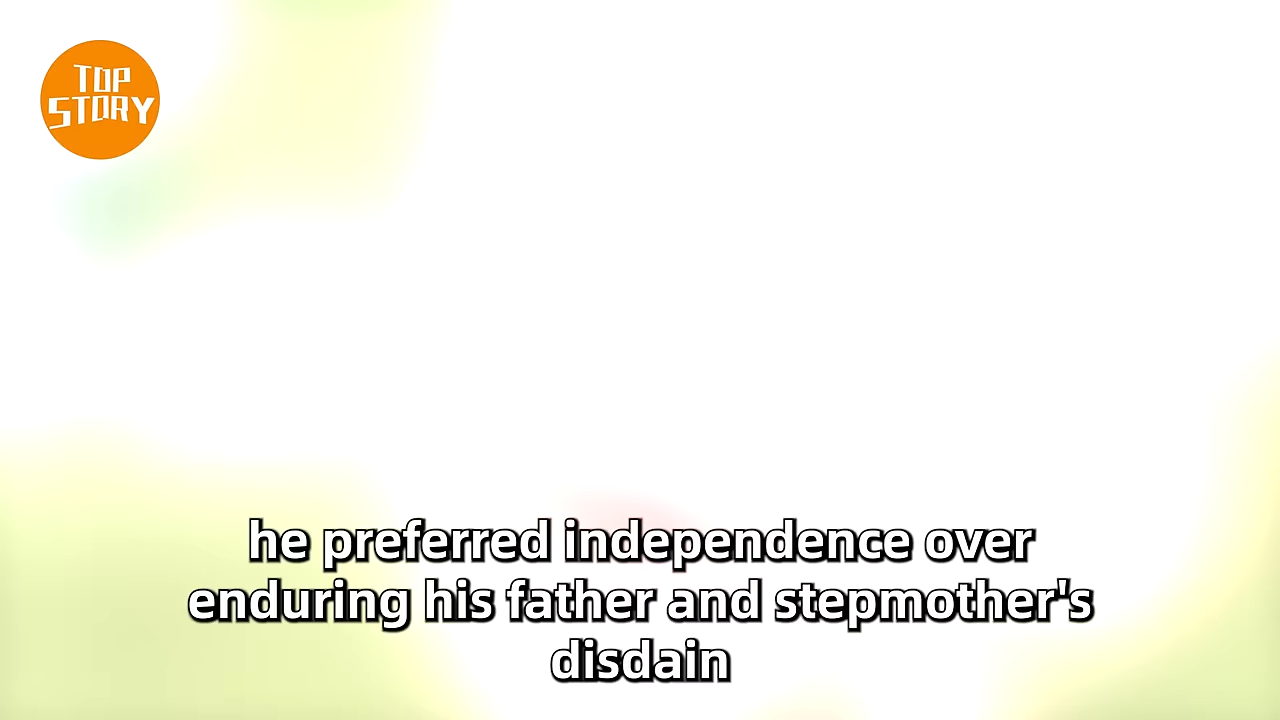 TOP
STORY
he preferred independence over
enduring his father and stepmother's
disdain